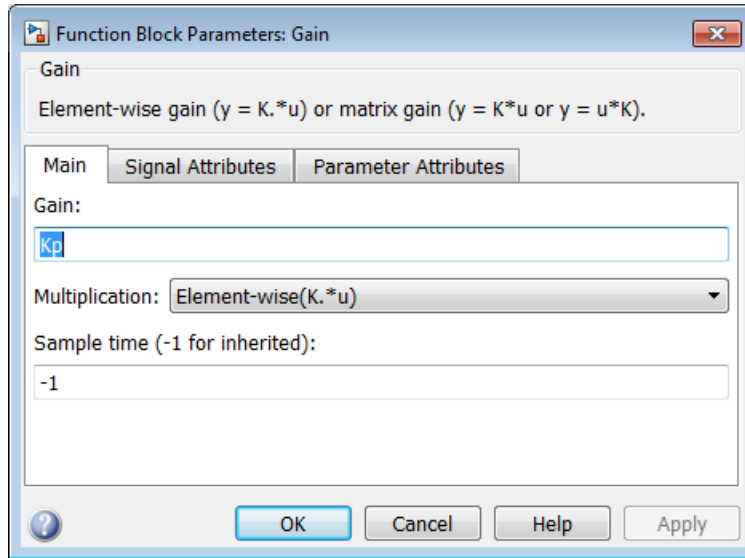 Function Block Parameters: Gain
Gain
Element-wise gain (y = K.*u) or matrix gain (y = K*u or y = u*K).
Main Signal Attributes Parameter Attributes
Gain:
Kp
Multiplication: Element-wise(K.*u)
Sample time (-1 for inherited):
-1
? OK Cancel Help Apply